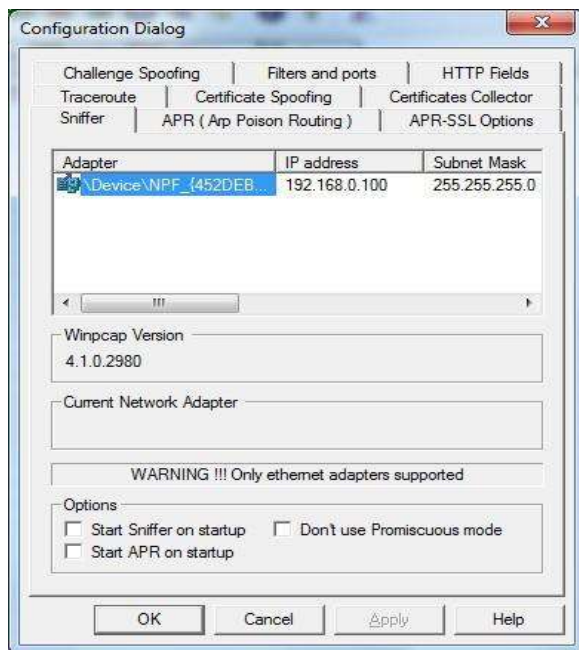 Configuration Dialog
Challenge Spoofing
Filters and ports
HTTP Fields
Traceroute
Certificate Spoofing
Certificates Collector
Sniffer
APR ( Arp Poison Routing )
APR-SSL Options
Adapter
IP address
Subnet Mask
\Device\NPF_{452DEB...
192.168.0.100
255.255.255.0
Winpcap Version
4.1.0.2980
Current Network Adapter
WARNING !!! Only ethernet adapters supported
Options
Start Sniffer on startup
Don't use Promiscuous mode
Start APR on startup
OK
Cancel
Apply
Help